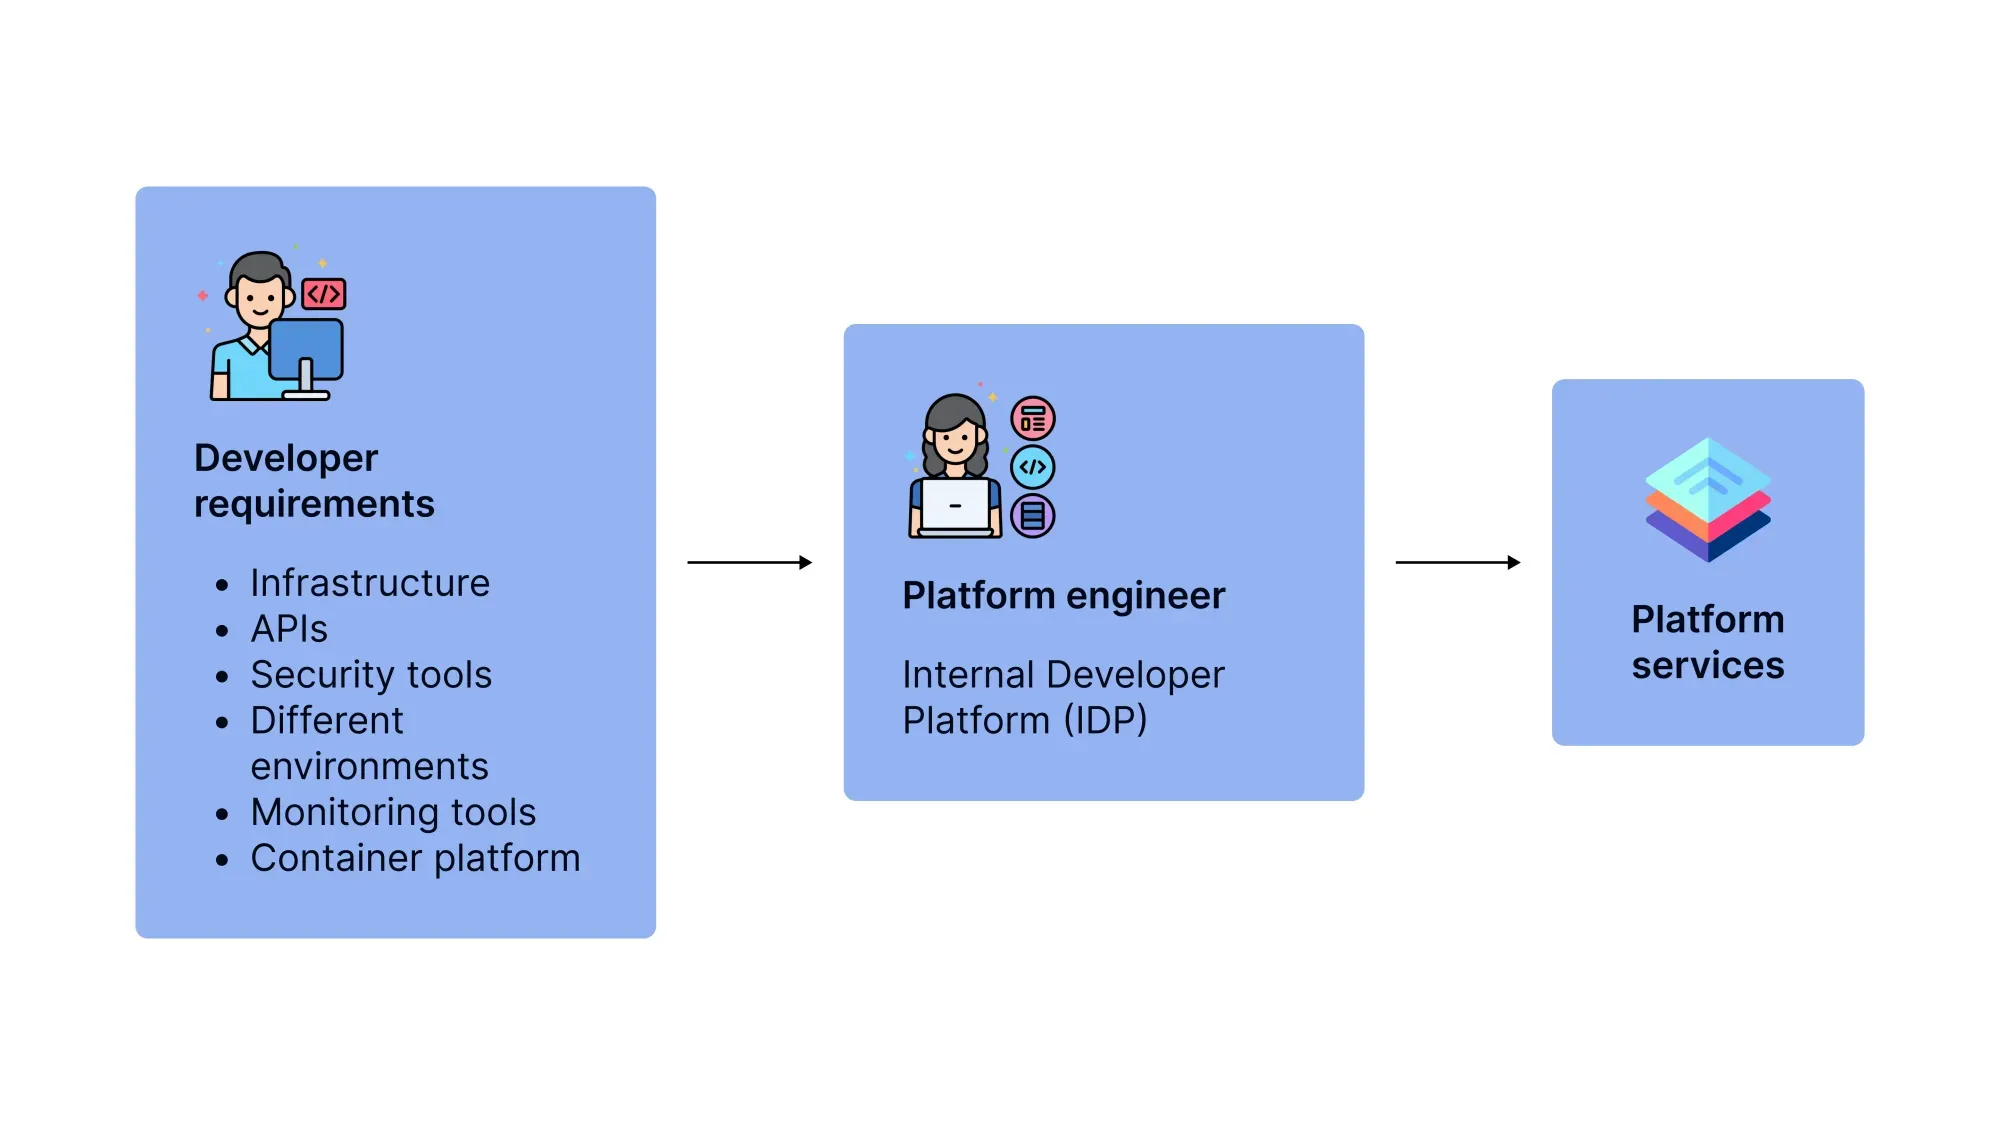 </>
Developer
requirements
• Infrastructure
• APIs
• Security tools
• Different
environments
• Monitoring tools
• Container platform
</>
Platform engineer
Internal Developer
Platform (IDP)
Platform
services